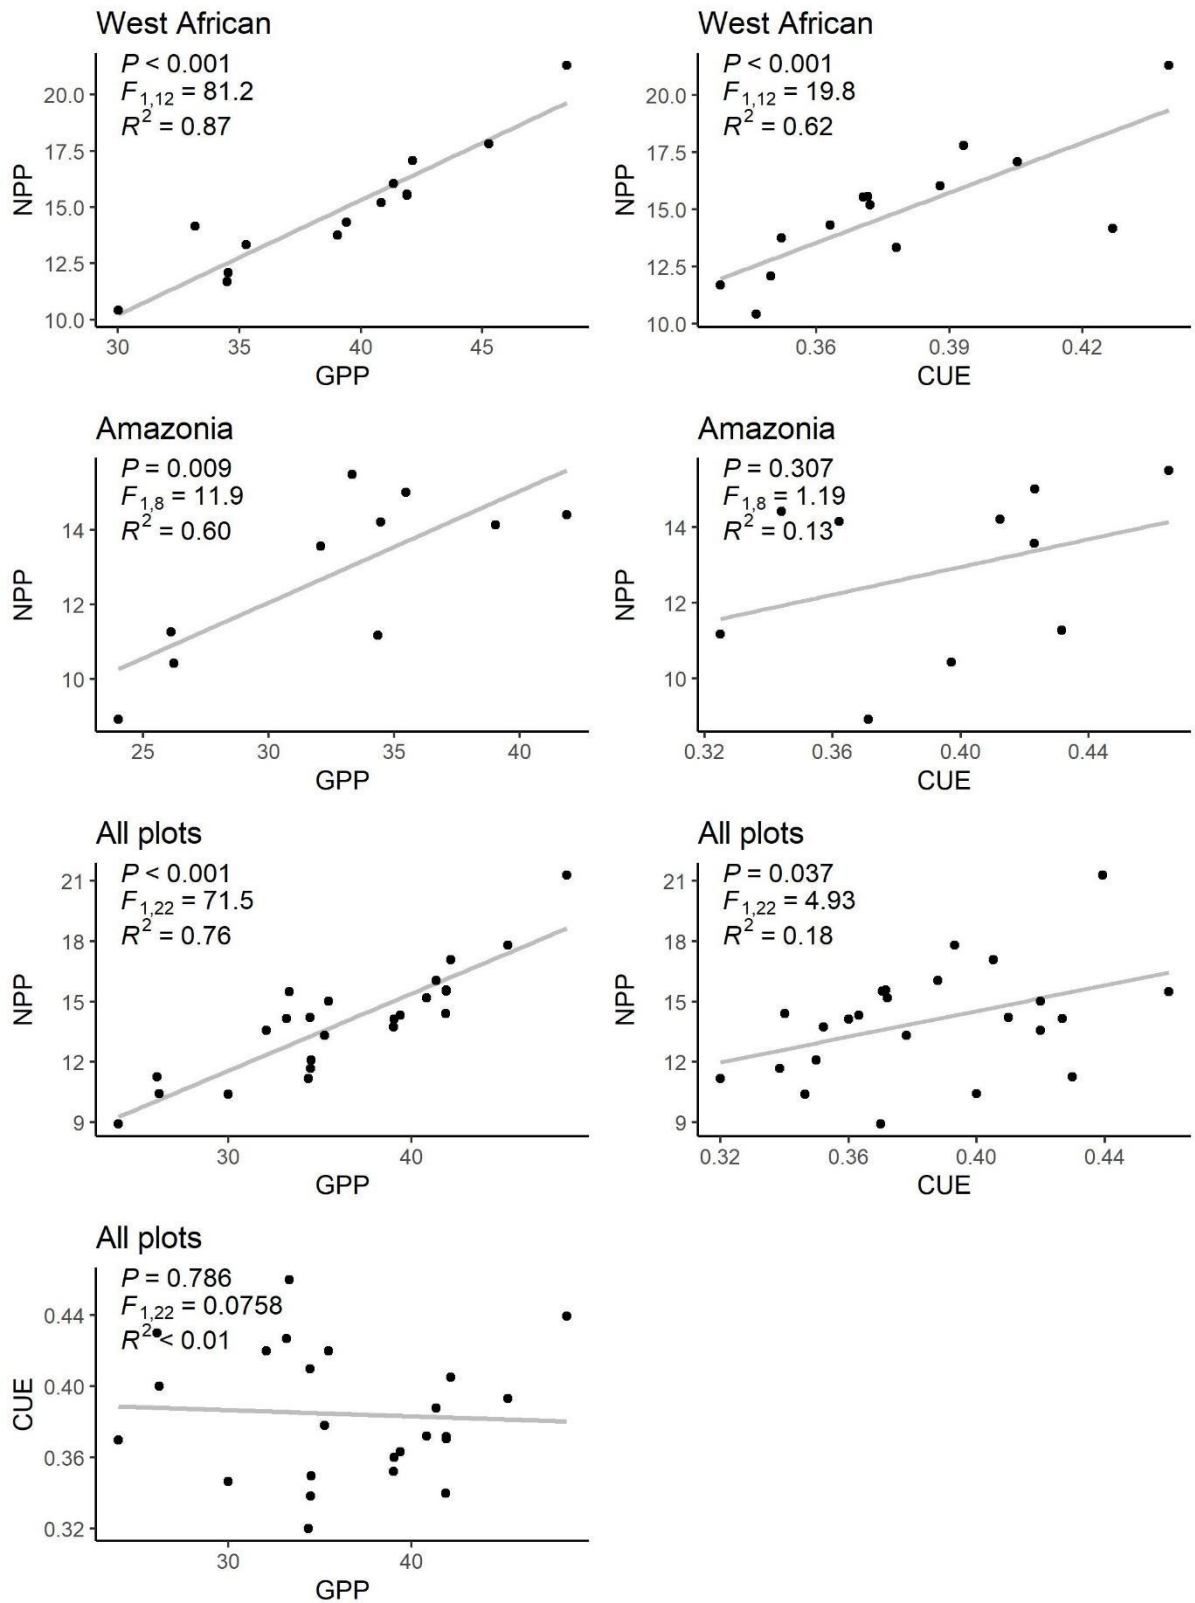 West African
P < 0.001
F1,12 = 81.2
R2 = 0.87
NPP
20.0
17.5
15.0
12.5
10.0
30 35 40 45
GPP
West African
P < 0.001
F1,12 = 19.8
R2 = 0.62
NPP
20.0
17.5
15.0
12.5
10.0
0.36 0.39 0.42
CUE
Amazonia
P = 0.009
F1,8 = 11.9
R2 = 0.60
NPP
14
12
10
25 30 35 40
GPP
Amazonia
P = 0.307
F1,8 = 1.19
R2 = 0.13
NPP
14
12
10
0.32 0.36 0.40 0.44
CUE
All plots
P < 0.001
F1,22 = 71.5
R2 = 0.76
NPP
21
18
15
12
9
30 40
GPP
All plots
P = 0.037
F1,22 = 4.93
R2 = 0.18
NPP
21
18
15
12
9
0.32 0.36 0.40 0.44
CUE
All plots
P = 0.786
F1,22 = 0.0758
R2 < 0.01
CUE
0.44
0.40
0.36
0.32
30 40
GPP